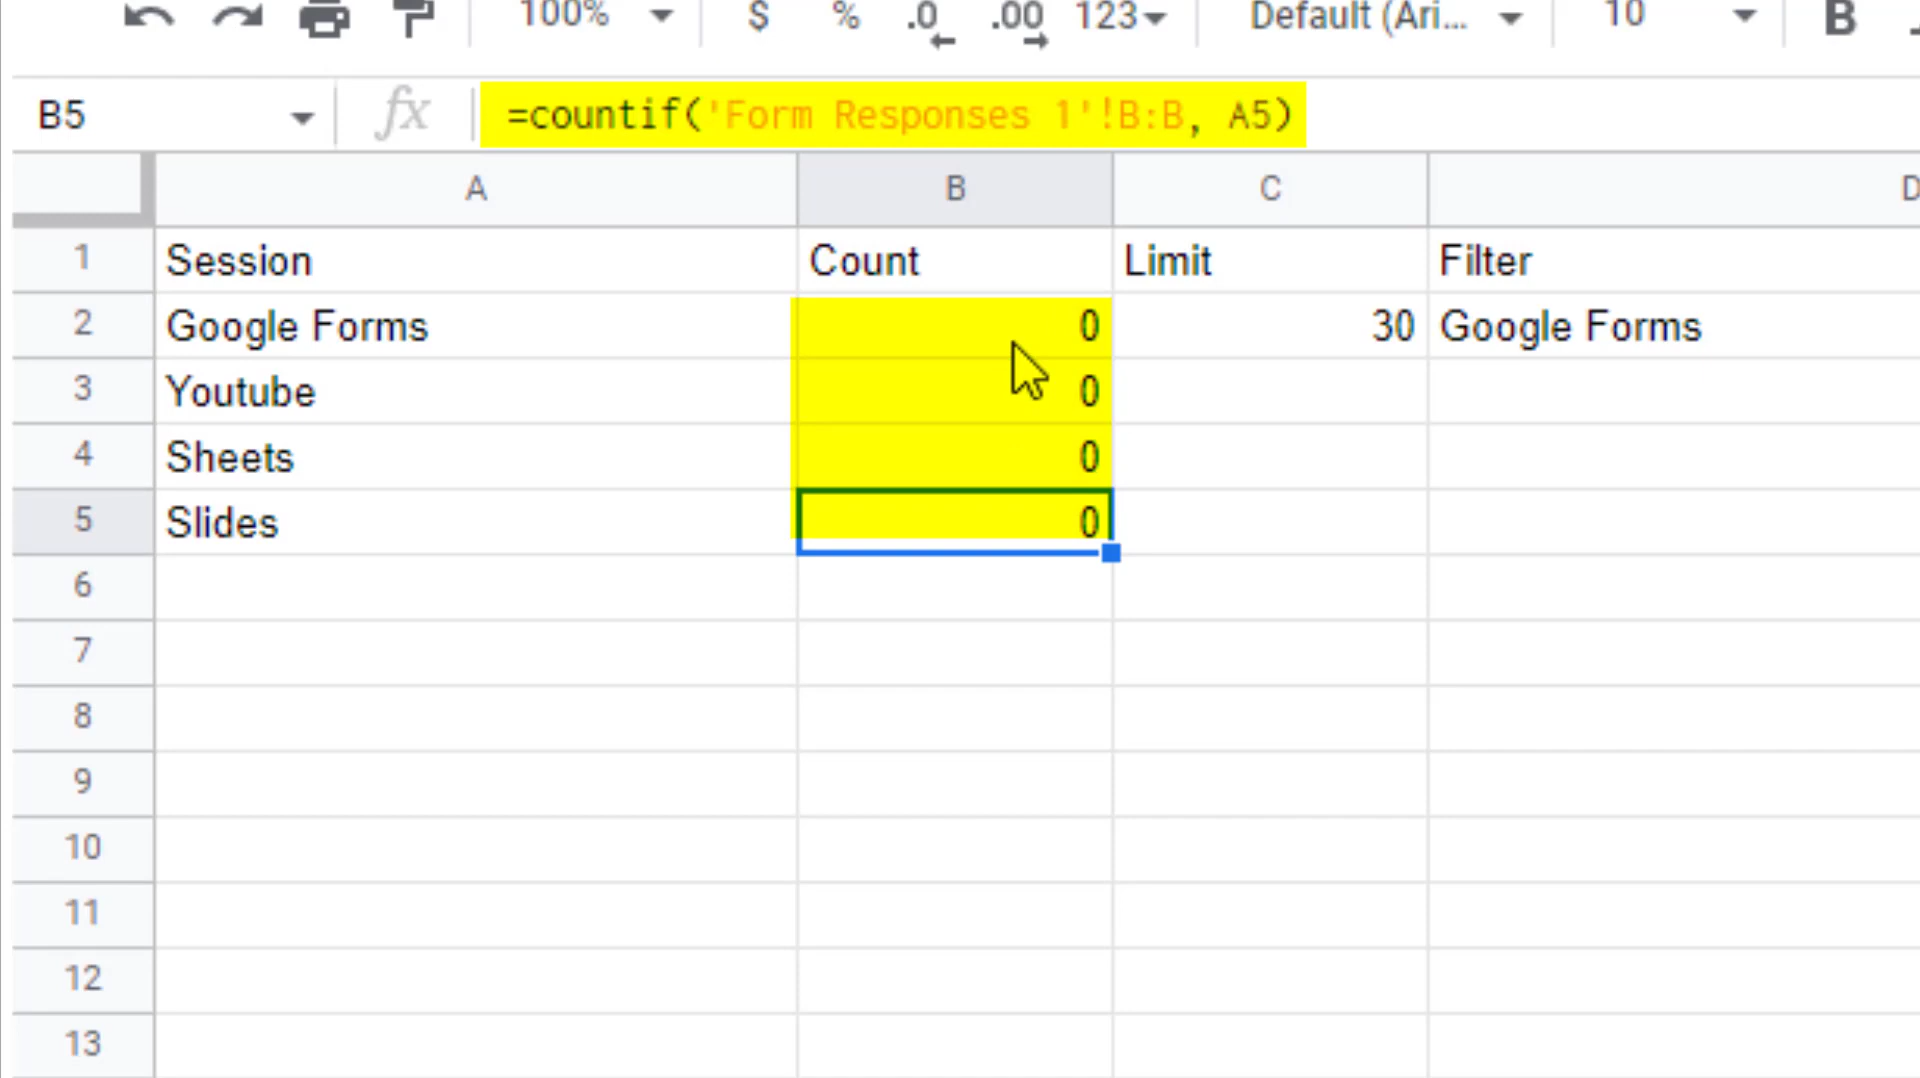 100% $ % .0 .00 123 Default (Ari... 10 B
B5 fx =countif('Form Responses 1'!B:B, A5)
A B C D
1 Session Count Limit Filter
2 Google Forms 0 30 Google Forms
3 Youtube 0
4 Sheets 0
5 Slides 0
6
7
8
9
10
11
12
13